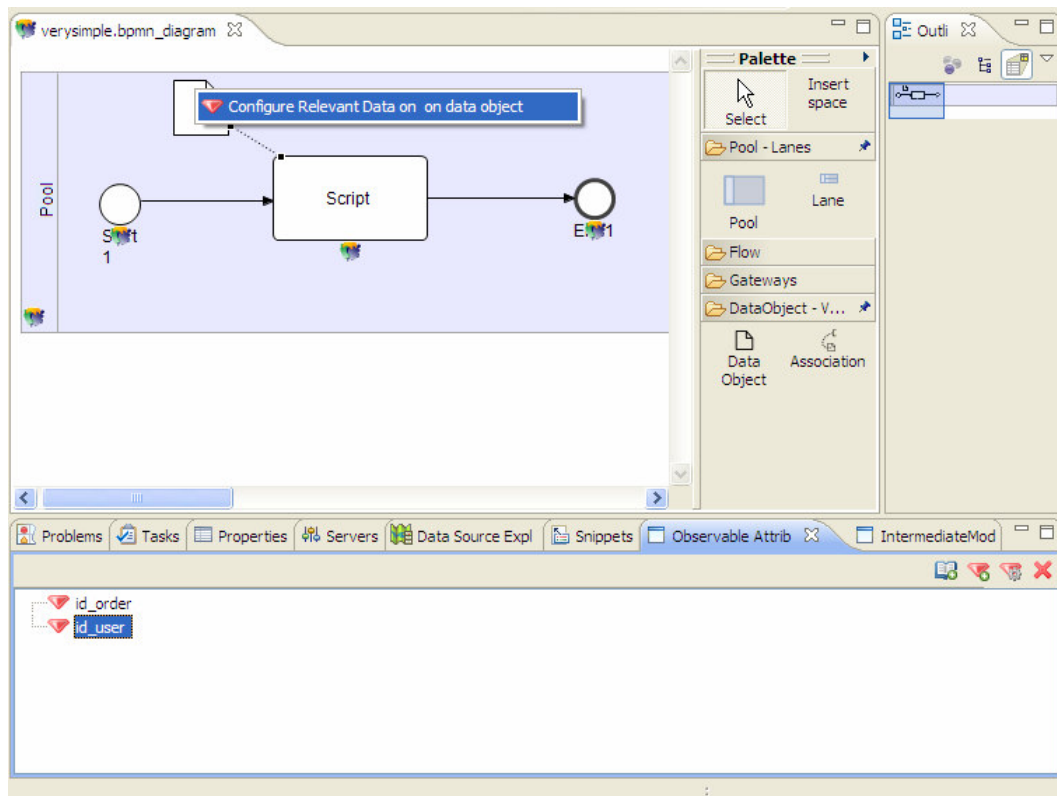 verysimple.bpmn_diagram
Outli
Palette
Select
Insert
space
Configure Relevant Data on  on data object
Pool - Lanes
Pool
Script
Pool
Lane
1
Flow
Gateways
DataObject - V...
Data
Object
Association
Problems
Tasks
Properties
Servers
Data Source Expl
Snippets
Observable Attrib
IntermediateMod
id_order
id_user